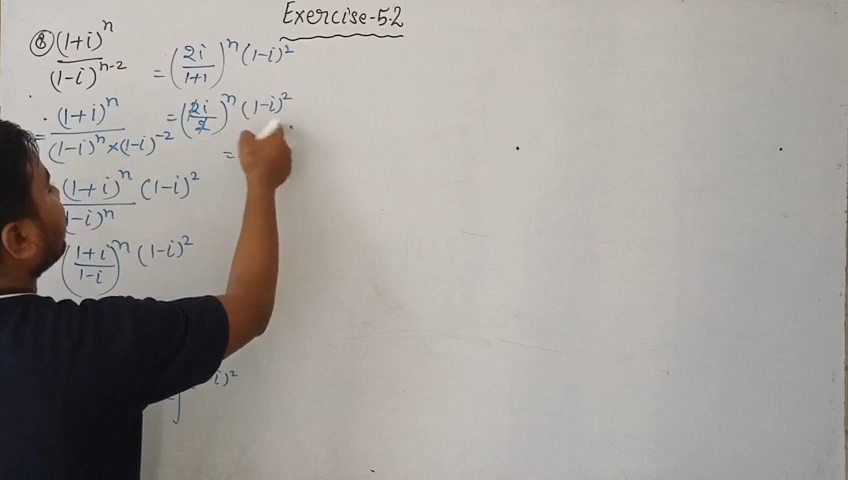 Exercise-5.2
⑧ (1+i)^n / (1-i)^{n-2}
= (1+i)^n / (1-i)^n × (1-i)^{-2}
(1+i)^n (1-i)^2 / (1-i)^n
((1+i)/(1-i))^n (1-i)^2
i)^2
= (2i/(1+1))^n (1-i)^2
= (2i/2)^n (1-i)^2
=